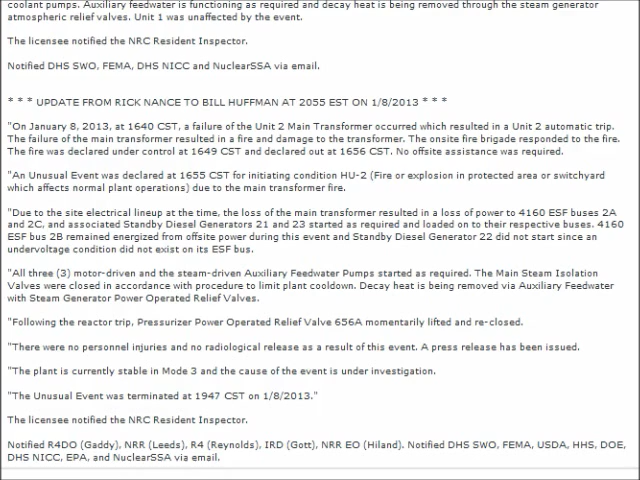 coolant pumps. Auxiliary feedwater is functioning as required and decay heat is being removed through the steam generator
atmospheric relief valves. Unit 1 was unaffected by the event.
The licensee notified the NRC Resident Inspector.
Notified DHS SWO, FEMA, DHS NICC and NuclearSSA via email.
* * * UPDATE FROM RICK NANCE TO BILL HUFFMAN AT 2055 EST ON 1/8/2013 * * *
"On January 8, 2013, at 1640 CST, a failure of the Unit 2 Main Transformer occurred which resulted in a Unit 2 automatic trip.
The failure of the main transformer resulted in a fire and damage to the transformer. The onsite fire brigade responded to the fire.
The fire was declared under control at 1649 CST and declared out at 1656 CST. No offsite assistance was required.
"An Unusual Event was declared at 1655 CST for initiating condition HU-2 (Fire or explosion in protected area or switchyard
which affects normal plant operations) due to the main transformer fire.
"Due to the site electrical lineup at the time, the loss of the main transformer resulted in a loss of power to 4160 ESF buses 2A
and 2C, and associated Standby Diesel Generators 21 and 23 started as required and loaded on to their respective buses. 4160
ESF bus 2B remained energized from offsite power during this event and Standby Diesel Generator 22 did not start since an
undervoltage condition did not exist on its ESF bus.
"All three (3) motor-driven and the steam-driven Auxiliary Feedwater Pumps started as required. The Main Steam Isolation
Valves were closed in accordance with procedure to limit plant cooldown. Decay heat is being removed via Auxiliary Feedwater
with Steam Generator Power Operated Relief Valves.
"Following the reactor trip, Pressurizer Power Operated Relief Valve 656A momentarily lifted and re-closed.
"There were no personnel injuries and no radiological release as a result of this event. A press release has been issued.
"The plant is currently stable in Mode 3 and the cause of the event is under investigation.
"The Unusual Event was terminated at 1947 CST on 1/8/2013."
The licensee notified the NRC Resident Inspector.
Notified R4DO (Gaddy), NRR (Leeds), R4 (Reynolds), IRD (Gott), NRR EO (Hiland). Notified DHS SWO, FEMA, USDA, HHS, DOE,
DHS NICC, EPA, and NuclearSSA via email.